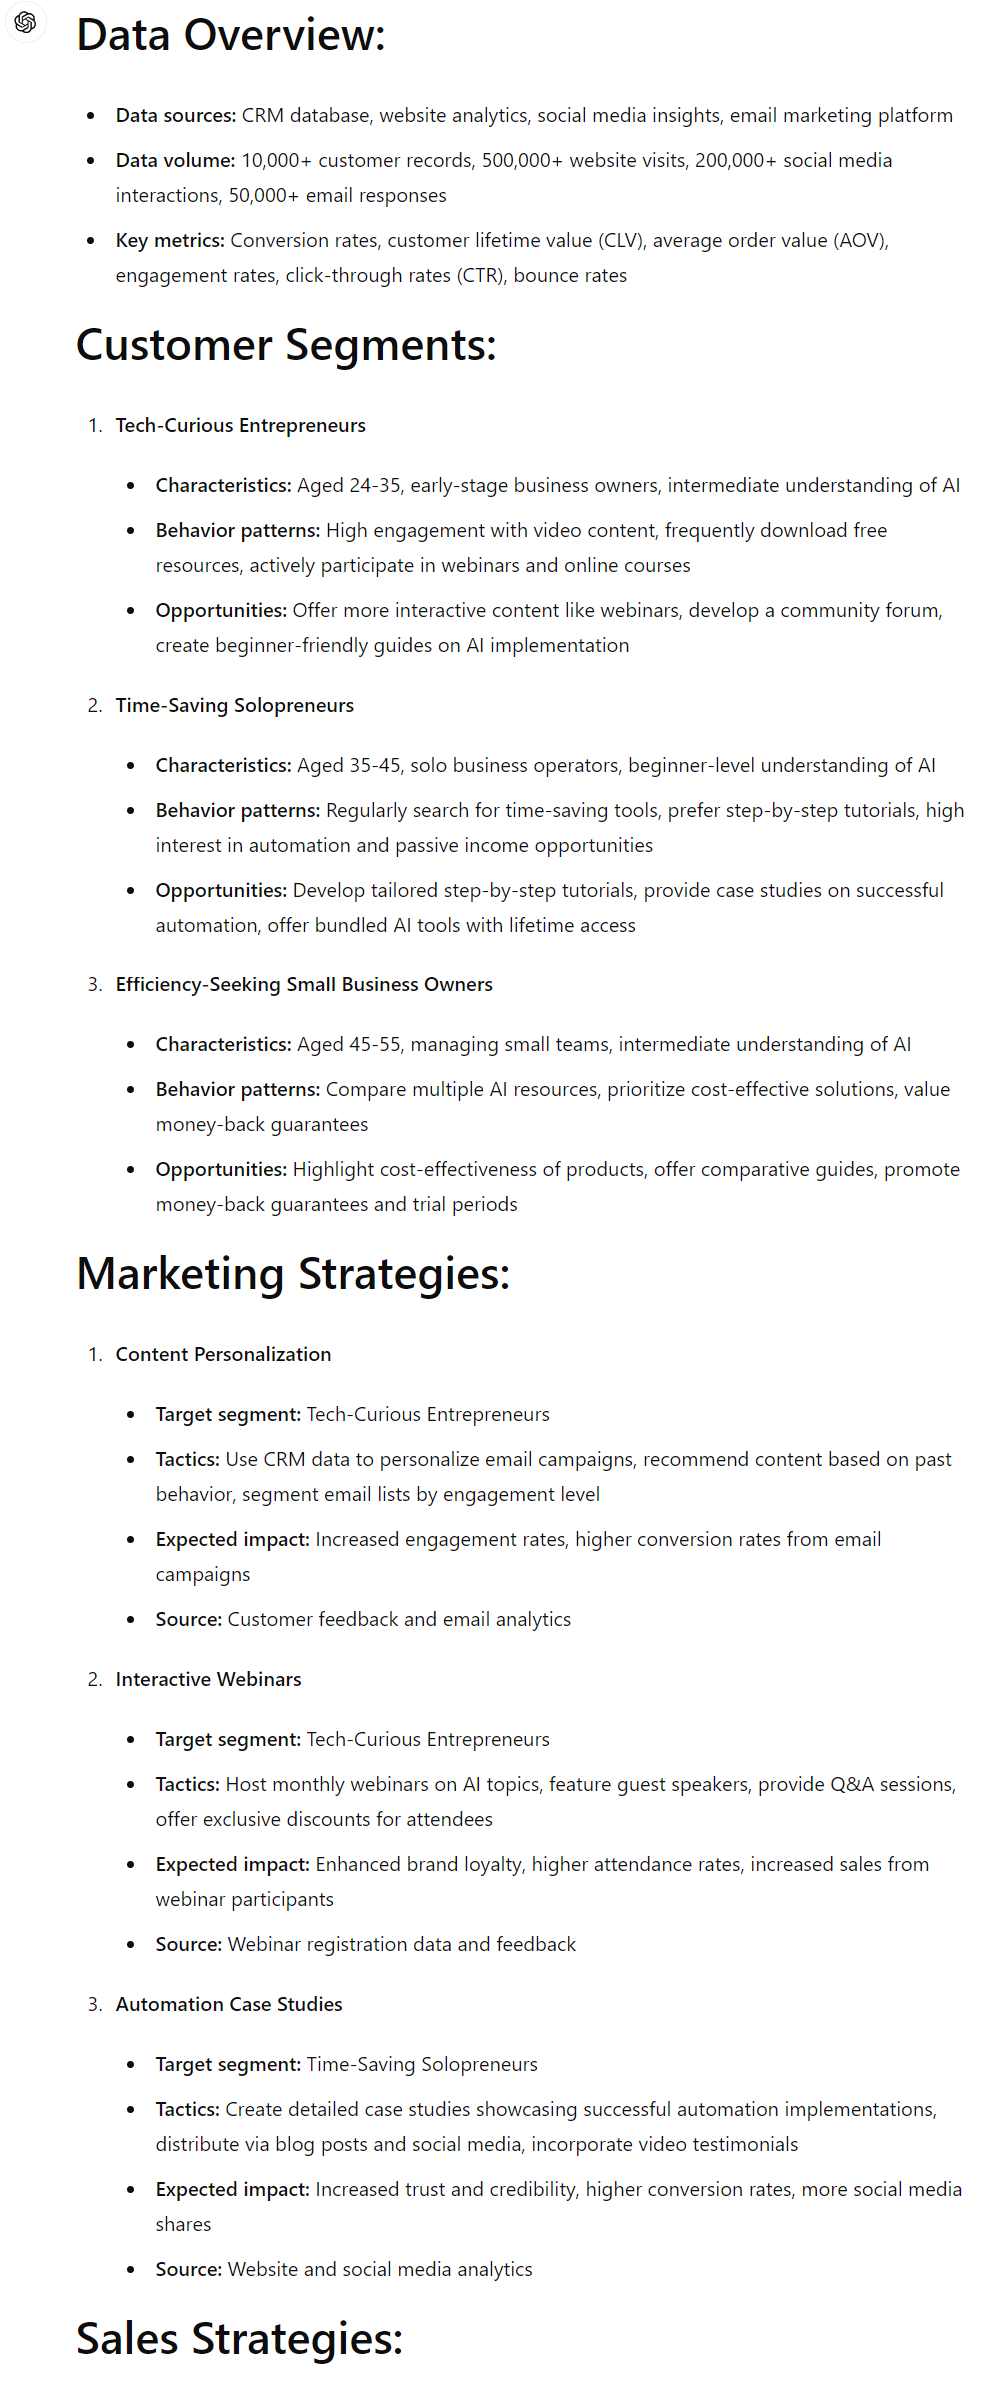 Data Overview:
• Data sources: CRM database, website analytics, social media insights, email marketing platform
• Data volume: 10,000+ customer records, 500,000+ website visits, 200,000+ social media
interactions, 50,000+ email responses
• Key metrics: Conversion rates, customer lifetime value (CLV), average order value (AOV),
engagement rates, click-through rates (CTR), bounce rates
Customer Segments:
1. Tech-Curious Entrepreneurs
• Characteristics: Aged 24-35, early-stage business owners, intermediate understanding of AI
• Behavior patterns: High engagement with video content, frequently download free
resources, actively participate in webinars and online courses
• Opportunities: Offer more interactive content like webinars, develop a community forum,
create beginner-friendly guides on AI implementation
2. Time-Saving Solopreneurs
• Characteristics: Aged 35-45, solo business operators, beginner-level understanding of AI
• Behavior patterns: Regularly search for time-saving tools, prefer step-by-step tutorials, high
interest in automation and passive income opportunities
• Opportunities: Develop tailored step-by-step tutorials, provide case studies on successful
automation, offer bundled AI tools with lifetime access
3. Efficiency-Seeking Small Business Owners
• Characteristics: Aged 45-55, managing small teams, intermediate understanding of AI
• Behavior patterns: Compare multiple AI resources, prioritize cost-effective solutions, value
money-back guarantees
• Opportunities: Highlight cost-effectiveness of products, offer comparative guides, promote
money-back guarantees and trial periods
Marketing Strategies:
1. Content Personalization
• Target segment: Tech-Curious Entrepreneurs
• Tactics: Use CRM data to personalize email campaigns, recommend content based on past
behavior, segment email lists by engagement level
• Expected impact: Increased engagement rates, higher conversion rates from email
campaigns
• Source: Customer feedback and email analytics
2. Interactive Webinars
• Target segment: Tech-Curious Entrepreneurs
• Tactics: Host monthly webinars on AI topics, feature guest speakers, provide Q&A sessions,
offer exclusive discounts for attendees
• Expected impact: Enhanced brand loyalty, higher attendance rates, increased sales from
webinar participants
• Source: Webinar registration data and feedback
3. Automation Case Studies
• Target segment: Time-Saving Solopreneurs
• Tactics: Create detailed case studies showcasing successful automation implementations,
distribute via blog posts and social media, incorporate video testimonials
• Expected impact: Increased trust and credibility, higher conversion rates, more social media
shares
• Source: Website and social media analytics
Sales Strategies: